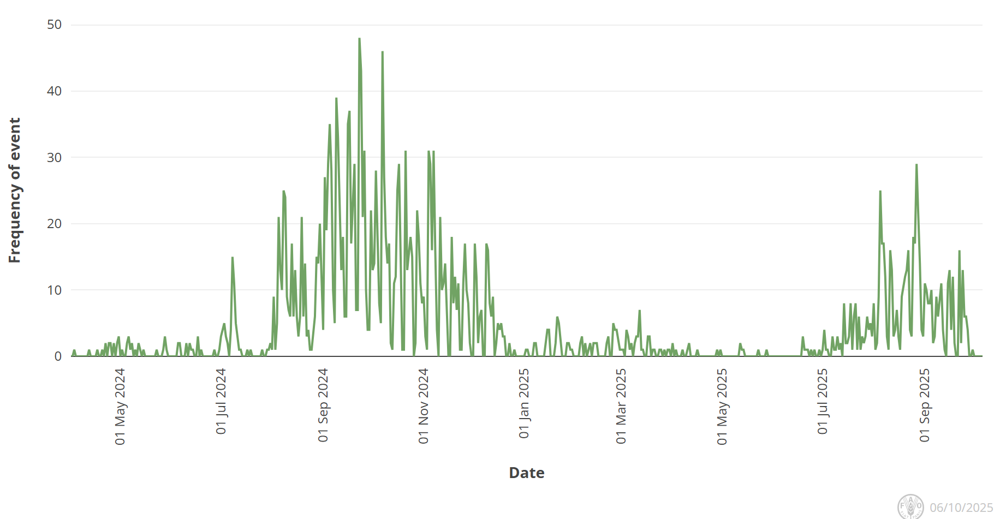 Frequency of event
50
40
30
20
10
0
01 May 2024
01 Jul 2024
01 Sep 2024
01 Nov 2024
01 Jan 2025
01 Mar 2025
01 May 2025
01 Jul 2025
01 Sep 2025
Date
F A O
06/10/2025